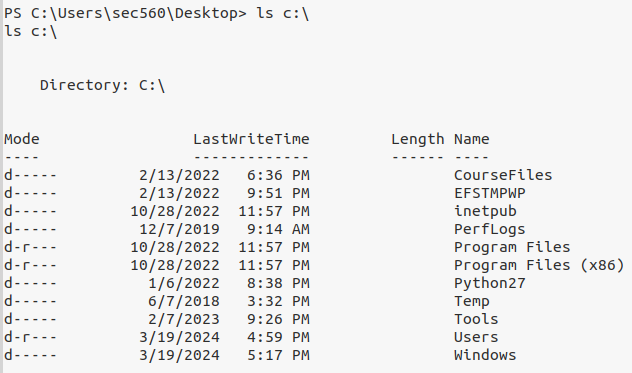 PS C:\Users\sec560\Desktop> ls c:\
ls c:\
Directory: C:\
Mode                 LastWriteTime         Length Name
----                 -------------         ------ ----
d-----         2/13/2022   6:36 PM                CourseFiles
d-----         2/13/2022   9:51 PM                EFSTMPWP
d-----        10/28/2022  11:57 PM                inetpub
d-----         12/7/2019   9:14 AM                PerfLogs
d-r---        10/28/2022  11:57 PM                Program Files
d-r---        10/28/2022  11:57 PM                Program Files (x86)
d-----          1/6/2022   8:38 PM                Python27
d-----          6/7/2018   3:32 PM                Temp
d-----          2/7/2023   9:26 PM                Tools
d-r---         3/19/2024   4:59 PM                Users
d-----         3/19/2024   5:17 PM                Windows